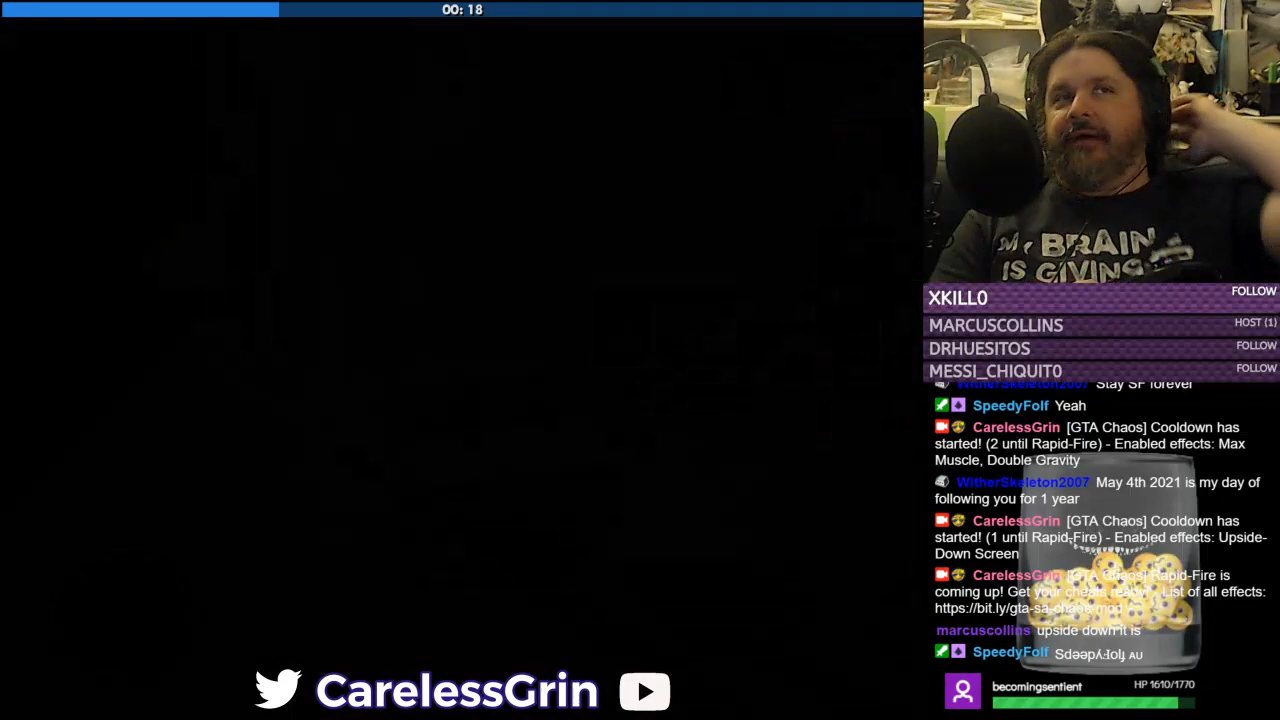 00: 18
MY BRAIN
IS GIVING
XKILL0 FOLLOW
MARCUSCOLLINS HOST (1)
DRHUESITOS FOLLOW
MESSI_CHIQUIT0 FOLLOW
WitherSkeleton2007 Stay SF forever
SpeedyFolf Yeah
CarelessGrin [GTA Chaos] Cooldown has
started! (2 until Rapid-Fire) - Enabled effects: Max
Muscle, Double Gravity
WitherSkeleton2007 May 4th 2021 is my day of
following you for 1 year
CarelessGrin [GTA Chaos] Cooldown has
started! (1 until Rapid-Fire) - Enabled effects: Upside-
Down Screen
CarelessGrin [GTA Chaos] Rapid-Fire is
coming up! Get your cheats ready! - List of all effects:
https://bit.ly/gta-sa-chaos-mod
marcuscollins upside down it is
SpeedyFolf
becomingsentient HP 1610/1770
CarelessGrin